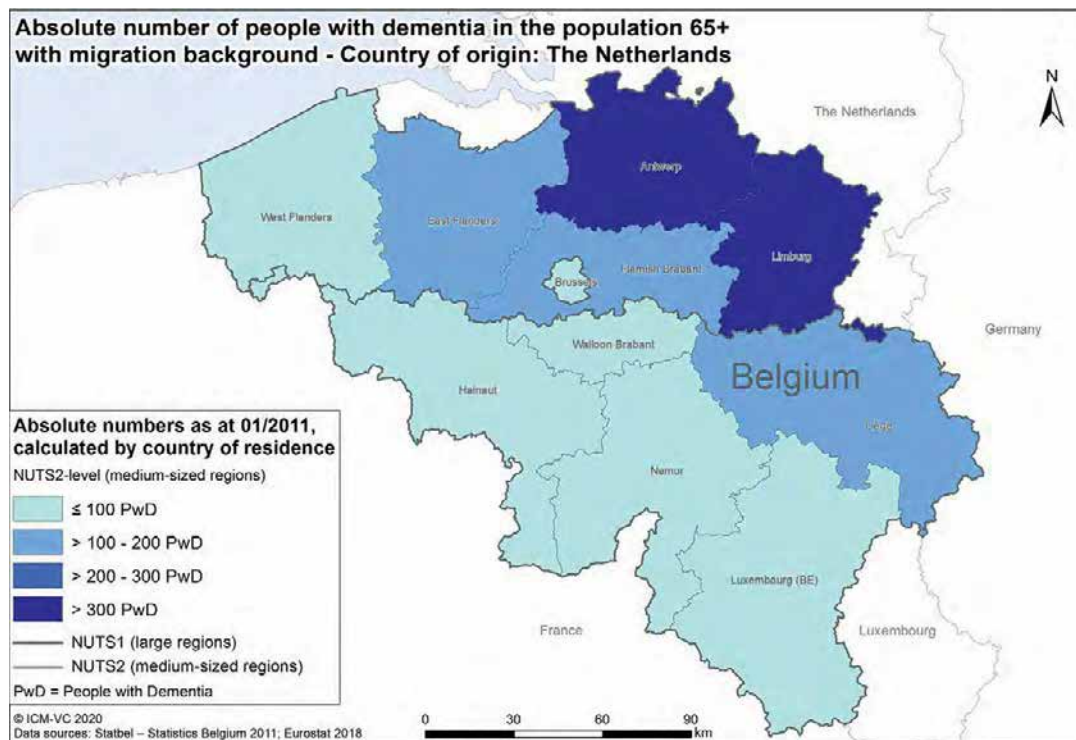 Absolute number of people with dementia in the population 65+
with migration background - Country of origin: The Netherlands
N
The Netherlands
Antwerp
West Flanders
East Flanders
Limburg
Flemish Brabant
Brussels
Germany
Walloon Brabant
Belgium
Hainaut
Liège
Namur
Luxembourg (BE)
France
Luxembourg
Absolute numbers as at 01/2011,
calculated by country of residence
NUTS2-level (medium-sized regions)
≤ 100 PwD
> 100 - 200 PwD
> 200 - 300 PwD
> 300 PwD
NUTS1 (large regions)
NUTS2 (medium-sized regions)
PwD = People with Dementia
© ICM-VC 2020
Data sources: Statbel – Statistics Belgium 2011; Eurostat 2018
0 30 60 90
km